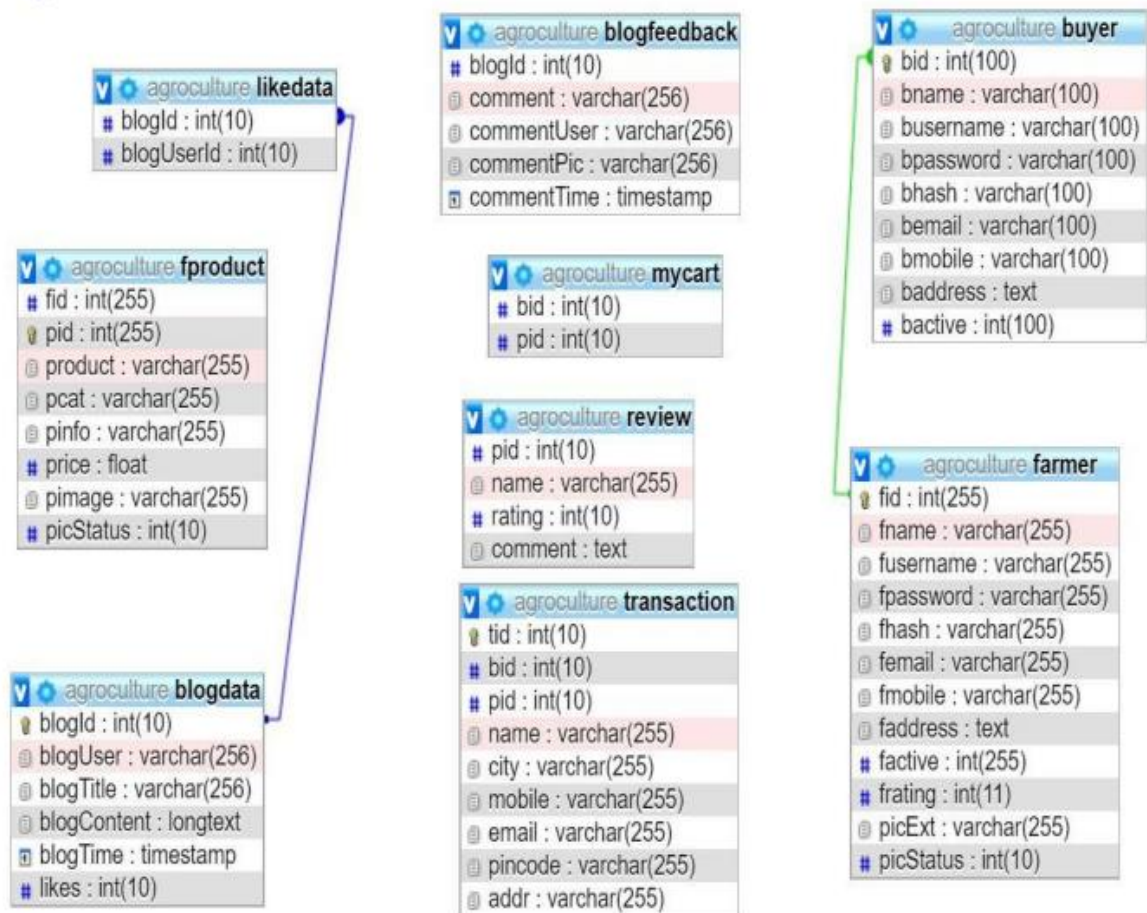 agroculture likedata
blogId : int(10)
blogUserId : int(10)
agroculture fproduct
fid : int(255)
pid : int(255)
product : varchar(255)
pcat : varchar(255)
pinfo : varchar(255)
price : float
pimage : varchar(255)
picStatus : int(10)
agroculture blogdata
blogId : int(10)
blogUser : varchar(256)
blogTitle : varchar(256)
blogContent : longtext
blogTime : timestamp
likes : int(10)
agroculture blogfeedback
blogId : int(10)
comment : varchar(256)
commentUser : varchar(256)
commentPic : varchar(256)
commentTime : timestamp
agroculture mycart
bid : int(10)
pid : int(10)
agroculture review
pid : int(10)
name : varchar(255)
rating : int(10)
comment : text
agroculture transaction
tid : int(10)
bid : int(10)
pid : int(10)
name : varchar(255)
city : varchar(255)
mobile : varchar(255)
email : varchar(255)
pincode : varchar(255)
addr : varchar(255)
agroculture buyer
bid : int(100)
bname : varchar(100)
busername : varchar(100)
bpassword : varchar(100)
bhash : varchar(100)
bemail : varchar(100)
bmobile : varchar(100)
baddress : text
bactive : int(100)
agroculture farmer
fid : int(255)
fname : varchar(255)
fusername : varchar(255)
fpassword : varchar(255)
fhash : varchar(255)
femail : varchar(255)
fmobile : varchar(255)
faddress : text
factive : int(255)
frating : int(11)
picExt : varchar(255)
picStatus : int(10)